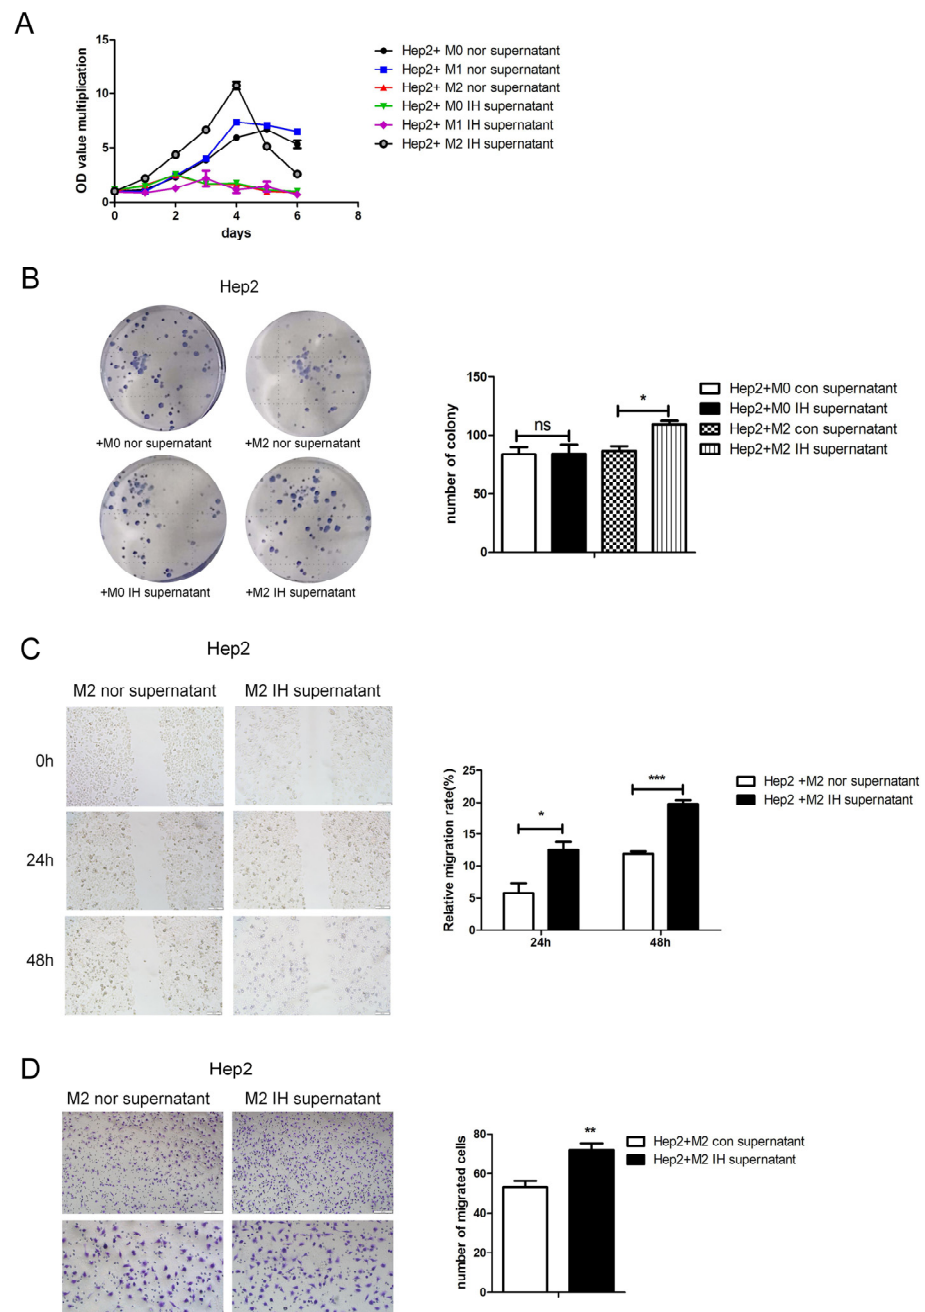 A
15
10
5
0
OD value multiplication
0
2
4
6
8
days
Hep2+ M0 nor supernatant
Hep2+ M1 nor supernatant
Hep2+ M2 nor supernatant
Hep2+ M0 IH supernatant
Hep2+ M1 IH supernatant
Hep2+ M2 IH supernatant
B
Hep2
+M0 nor supernatant
+M2 nor supernatant
+M0 IH supernatant
+M2 IH supernatant
150
100
50
0
number of colony
ns
*
Hep2+M0 con supernatant
Hep2+M0 IH supernatant
Hep2+M2 con supernatant
Hep2+M2 IH supernatant
C
Hep2
M2 nor supernatant
M2 IH supernatant
0h
24h
48h
25
20
15
10
5
0
Relative migration rate(%)
*
***
24h
48h
Hep2 +M2 nor supernatant
Hep2 +M2 IH supernatant
D
Hep2
M2 nor supernatant
M2 IH supernatant
80
60
40
20
0
number of migrated cells
**
Hep2+M2 con supernatant
Hep2+M2 IH supernatant